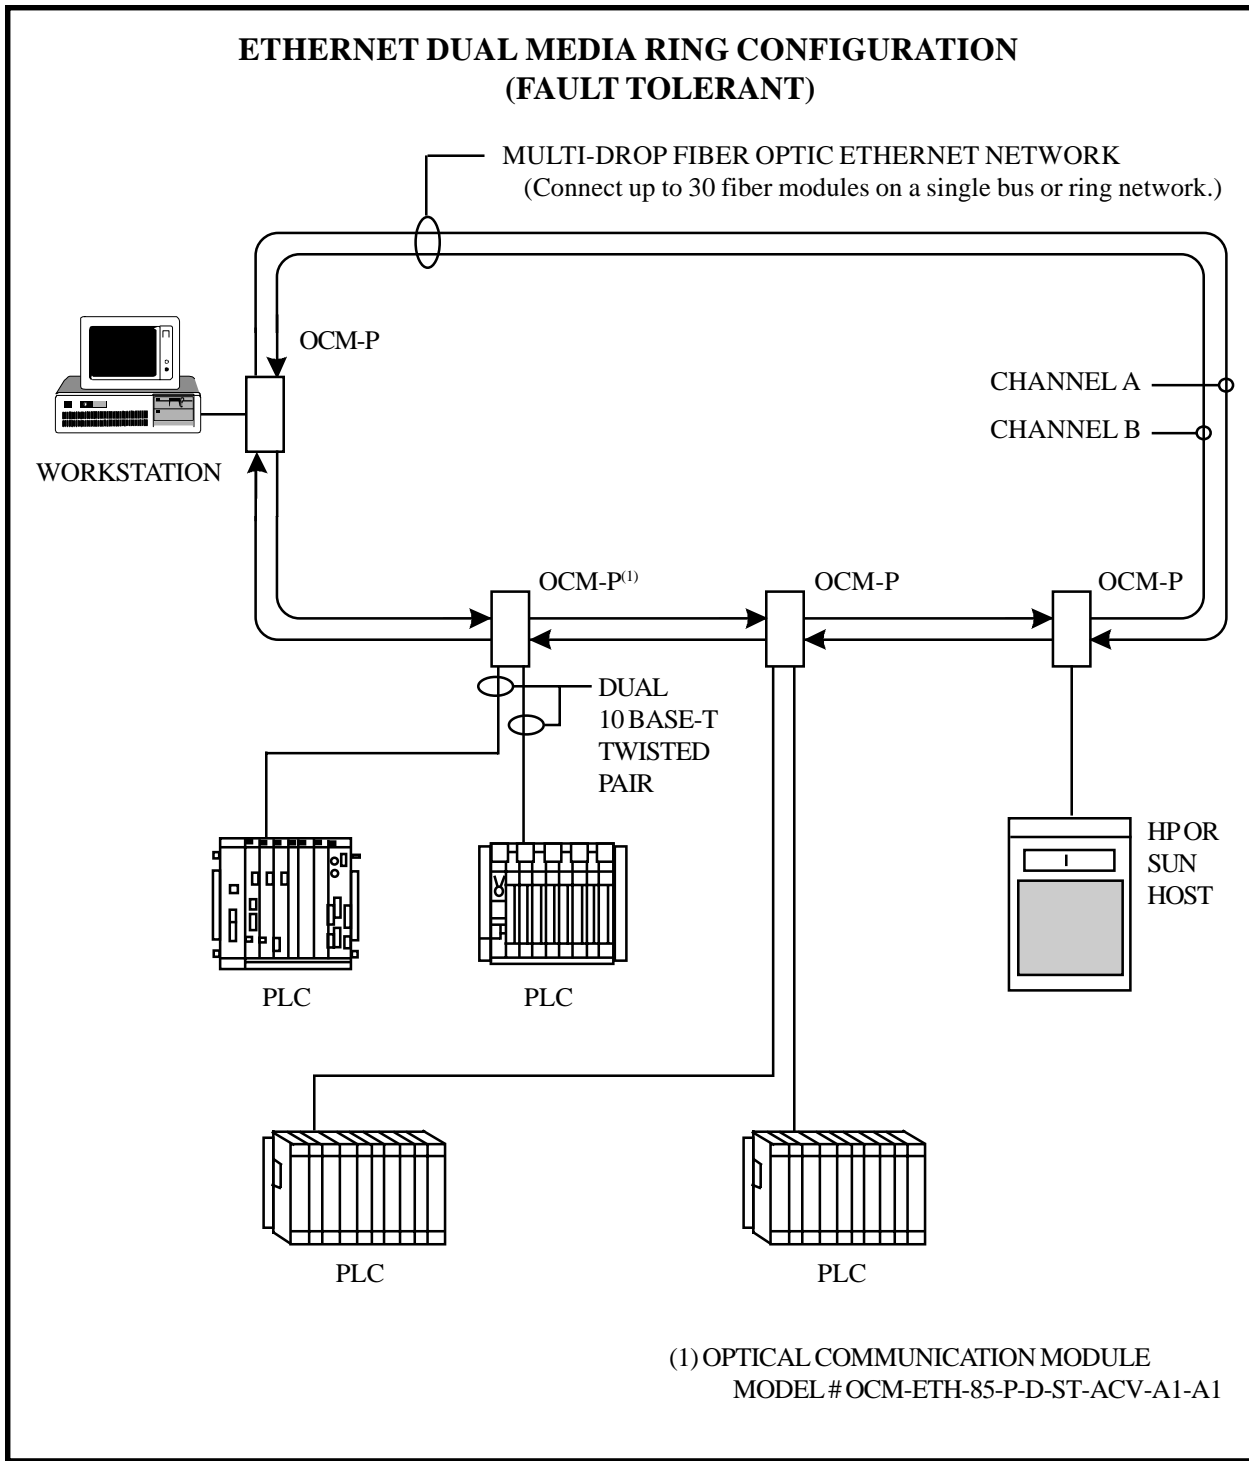 ETHERNET DUAL MEDIA RING CONFIGURATION
(FAULT TOLERANT)
MULTI-DROP FIBER OPTIC ETHERNET NETWORK
(Connect up to 30 fiber modules on a single bus or ring network.)
OCM-P
CHANNEL A
CHANNEL B
WORKSTATION
OCM-P(1)
OCM-P
OCM-P
DUAL
10 BASE-T
TWISTED
PAIR
HP OR
SUN
HOST
PLC
PLC
PLC
PLC
(1) OPTICAL COMMUNICATION MODULE
MODEL # OCM-ETH-85-P-D-ST-ACV-A1-A1